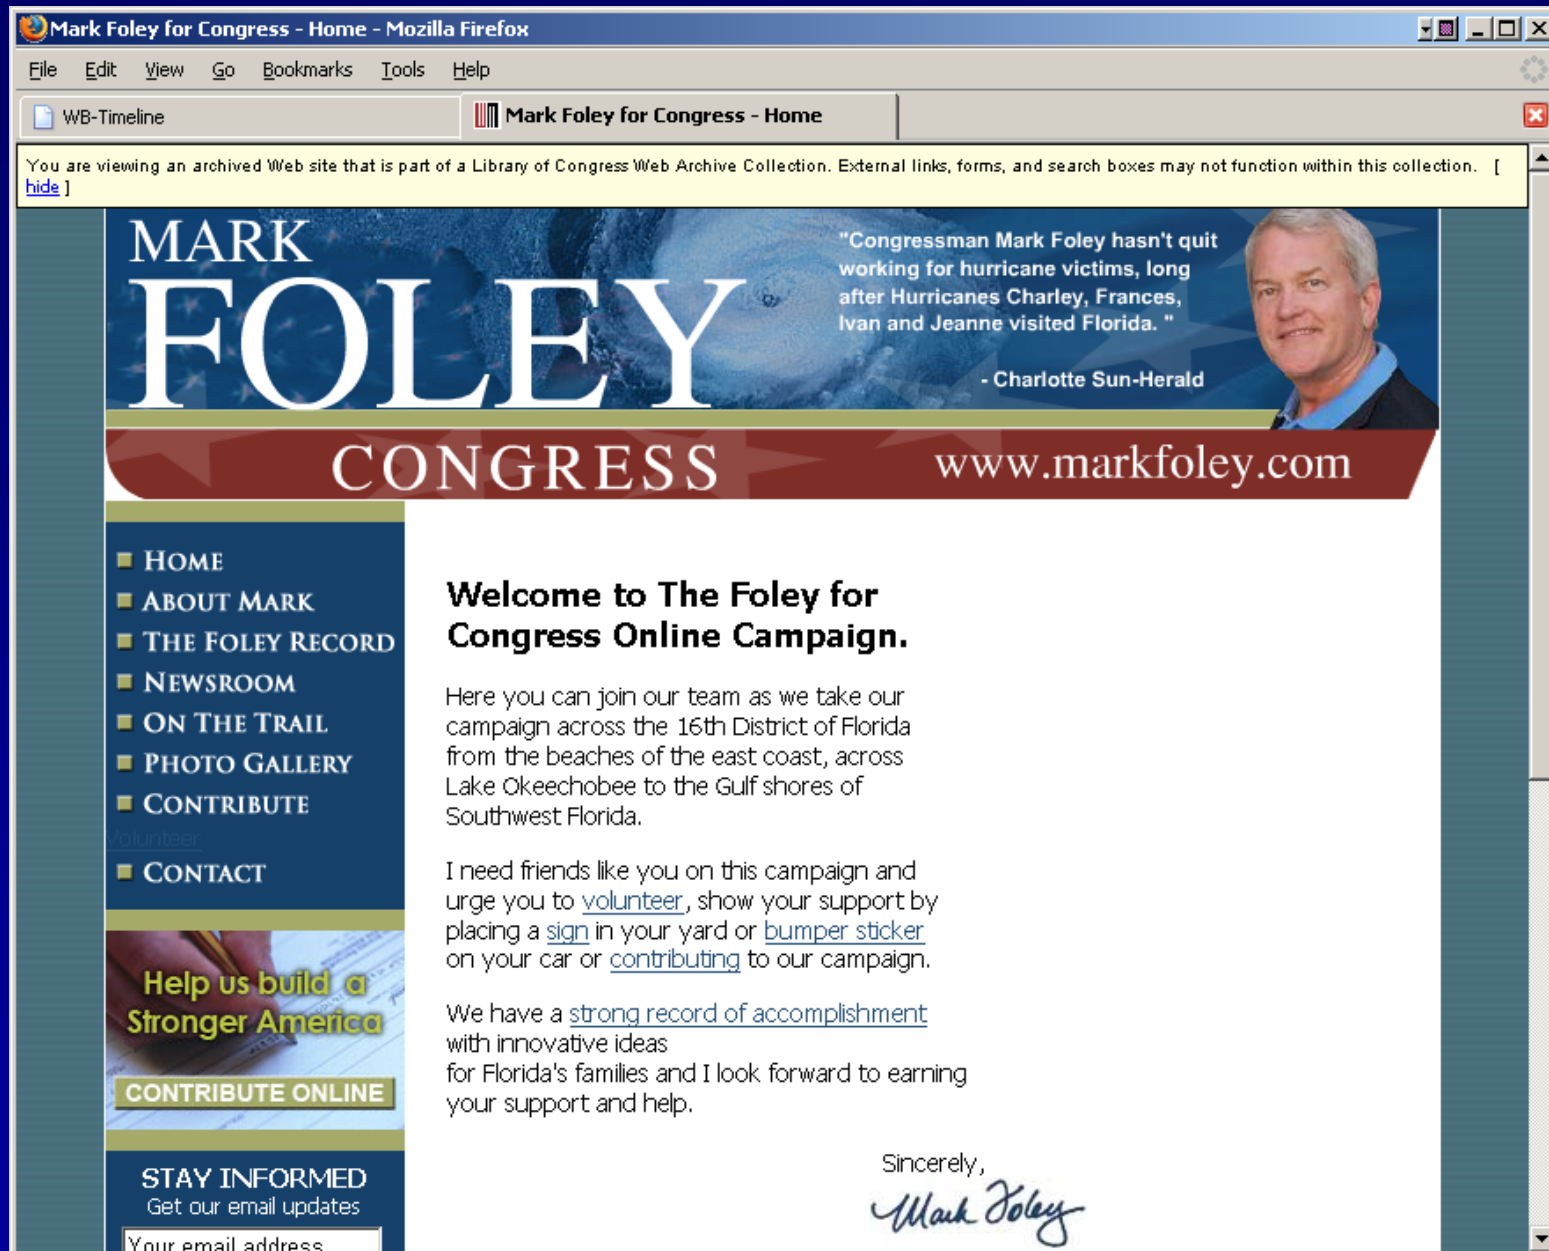 Mark Foley for Congress - Home - Mozilla Firefox
File Edit View Go Bookmarks Tools Help
WB-Timeline
Mark Foley for Congress - Home
You are viewing an archived Web site that is part of a Library of Congress Web Archive Collection. External links, forms, and search boxes may not function within this collection. [
hide ]
MARK
FOLEY
"Congressman Mark Foley hasn't quit
working for hurricane victims, long
after Hurricanes Charley, Frances,
Ivan and Jeanne visited Florida. "
- Charlotte Sun-Herald
CONGRESS
www.markfoley.com
HOME
ABOUT MARK
THE FOLEY RECORD
NEWSROOM
ON THE TRAIL
PHOTO GALLERY
CONTRIBUTE
Volunteer
CONTACT
Help us build a
Stronger America
CONTRIBUTE ONLINE
STAY INFORMED
Get our email updates
Your email address
Welcome to The Foley for
Congress Online Campaign.
Here you can join our team as we take our
campaign across the 16th District of Florida
from the beaches of the east coast, across
Lake Okeechobee to the Gulf shores of
Southwest Florida.
I need friends like you on this campaign and
urge you to volunteer, show your support by
placing a sign in your yard or bumper sticker
on your car or contributing to our campaign.
We have a strong record of accomplishment
with innovative ideas
for Florida's families and I look forward to earning
your support and help.
Sincerely,
Mark Foley